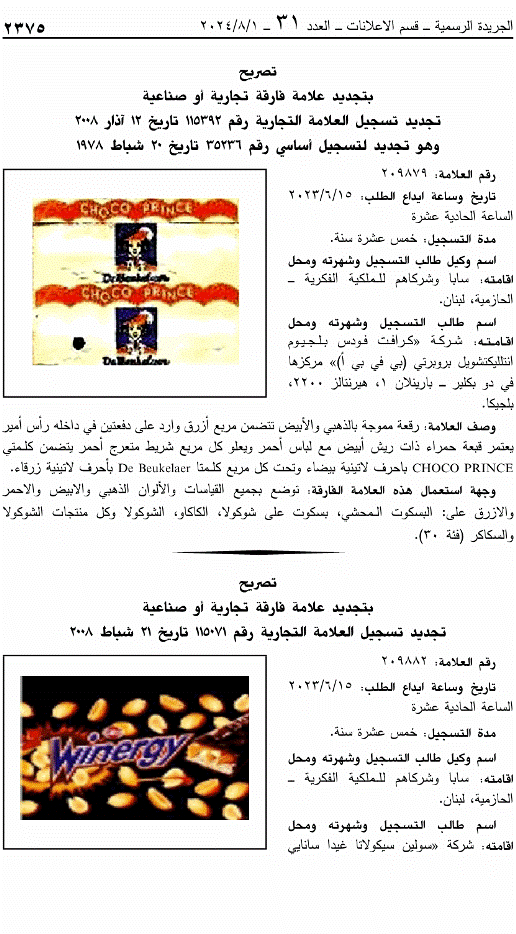 الجريدة الرسمية ــ قسم الاعلانات ــ العدد ٣١ ــ ٢٠٢٤/٨/١
٢٣٧٥
تصريح
بتجديد علامة فارقة تجارية أو صناعية
تجديد تسجيل العلامة التجارية رقم ١١٥٣٩٢ تاريخ ١٢ آذار ٢٠٠٨
وهو تجديد لتسجيل أساسي رقم ٣٥٢٣٦ تاريخ ٢٠ شباط ١٩٧٨
رقم العلامة: ٢٠٩٨٧٩
تاريخ وساعة ايداع الطلب: ٢٠٢٣/٦/١٥
الساعة الحادية عشرة
مدة التسجيل: خمس عشرة سنة.
اسم وكيل طالب التسجيل وشهرته ومحل
اقامته: سابا وشركاهم للملكية الفكرية ــ
الحازمية، لبنان.
اسم طالب التسجيل وشهرته ومحل
اقامته: شركة «كرافت فودس بلجيوم
انتلليكتشويل بروبرتي (بي في بي أ)» مركزها
في دو بكلير ــ بارينلان ١، هيرنتالز ٢٢٠٠،
بلجيكا.
CHOCO PRINCE
De Beukelaer
CHOCO PRINCE
De Beukelaer
وصف العلامة: رقعة مموجة بالذهبي والأبيض تتضمن مربع أزرق وارد على دفعتين في داخله رأس أمير
يعتمر قبعة حمراء ذات ريش أبيض مع لباس أحمر ويعلو كل مربع شريط متعرج أحمر يتضمن كلمتي
CHOCO PRINCE باحرف لاتينية بيضاء وتحت كل مربع كلمتا De Beukelaer بأحرف لاتينية زرقاء.
وجهة استعمال هذه العلامة الفارقة: توضع بجميع القياسات والألوان الذهبي والابيض والاحمر
والازرق على: البسكوت المحشي، بسكوت على شوكولا، الكاكاو، الشوكولا وكل منتجات الشوكولا
والسكاكر (فئة ٣٠).
تصريح
بتجديد علامة فارقة تجارية أو صناعية
تجديد تسجيل العلامة التجارية رقم ١١٥٠٧١ تاريخ ٢١ شباط ٢٠٠٨
رقم العلامة: ٢٠٩٨٨٢
تاريخ وساعة ايداع الطلب: ٢٠٢٣/٦/١٥
الساعة الحادية عشرة
مدة التسجيل: خمس عشرة سنة.
اسم وكيل طالب التسجيل وشهرته ومحل
اقامته: سابا وشركاهم للملكية الفكرية ــ
الحازمية، لبنان.
اسم طالب التسجيل وشهرته ومحل
اقامته: شركة «سولين سيكولاتا غيدا سانايي
Winergy